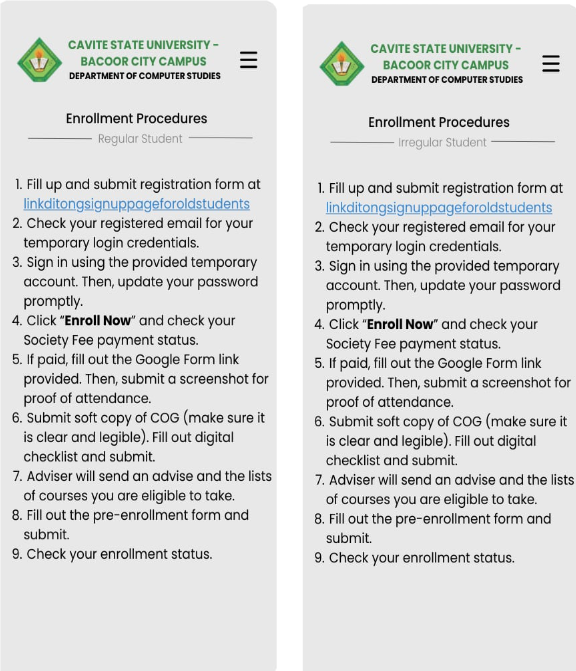 CAVITE STATE UNIVERSITY -
BACOOR CITY CAMPUS
DEPARTMENT OF COMPUTER STUDIES
Enrollment Procedures
Regular Student
1. Fill up and submit registration form at
linkditongsignuppageforoldstudents
2. Check your registered email for your
temporary login credentials.
3. Sign in using the provided temporary
account. Then, update your password
promptly.
4. Click “Enroll Now” and check your
Society Fee payment status.
5. If paid, fill out the Google Form link
provided. Then, submit a screenshot for
proof of attendance.
6. Submit soft copy of COG (make sure it
is clear and legible). Fill out digital
checklist and submit.
7. Adviser will send an advise and the lists
of courses you are eligible to take.
8. Fill out the pre-enrollment form and
submit.
9. Check your enrollment status.
CAVITE STATE UNIVERSITY -
BACOOR CITY CAMPUS
DEPARTMENT OF COMPUTER STUDIES
Enrollment Procedures
Irregular Student
1. Fill up and submit registration form at
linkditongsignuppageforoldstudents
2. Check your registered email for your
temporary login credentials.
3. Sign in using the provided temporary
account. Then, update your password
promptly.
4. Click “Enroll Now” and check your
Society Fee payment status.
5. If paid, fill out the Google Form link
provided. Then, submit a screenshot for
proof of attendance.
6. Submit soft copy of COG (make sure it
is clear and legible). Fill out digital
checklist and submit.
7. Adviser will send an advise and the lists
of courses you are eligible to take.
8. Fill out the pre-enrollment form and
submit.
9. Check your enrollment status.